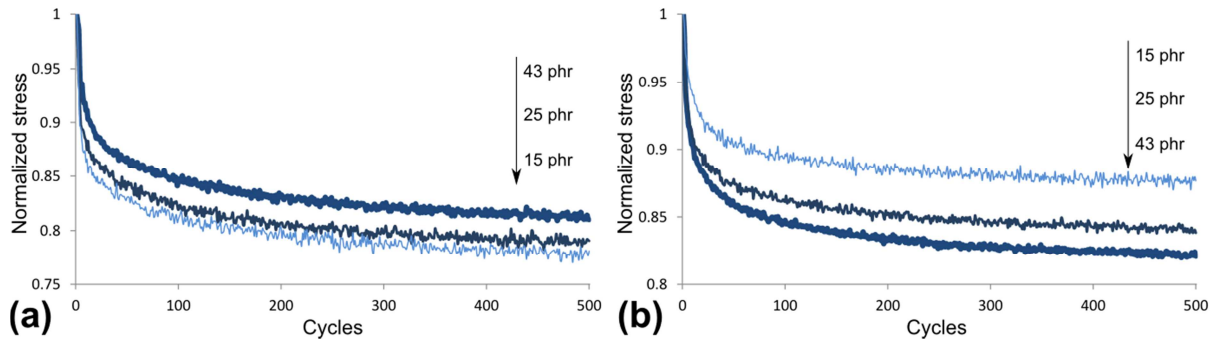 1
0.95
0.9
0.85
0.8
0.75
Normalized stress
43 phr
25 phr
15 phr
0 100 200 300 400 500
Cycles
(a)
1
0.95
0.9
0.85
0.8
Normalized stress
15 phr
25 phr
43 phr
0 100 200 300 400 500
Cycles
(b)